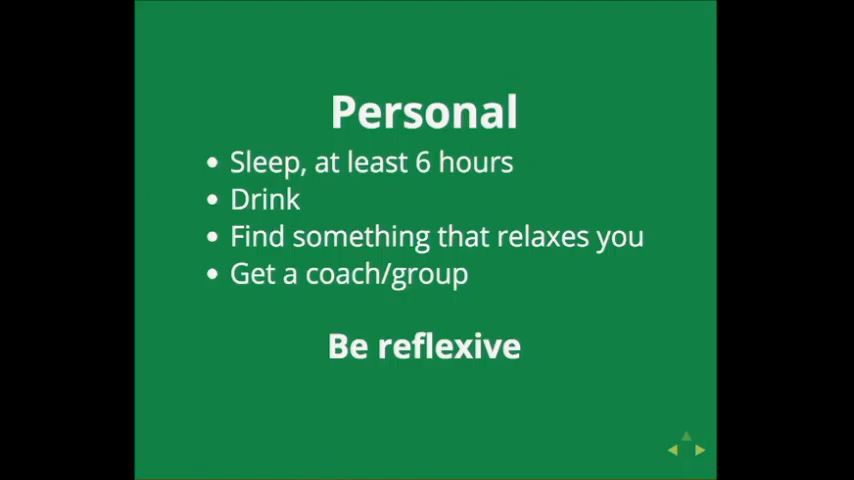 Personal
• Sleep, at least 6 hours
• Drink
• Find something that relaxes you
• Get a coach/group
Be reflexive